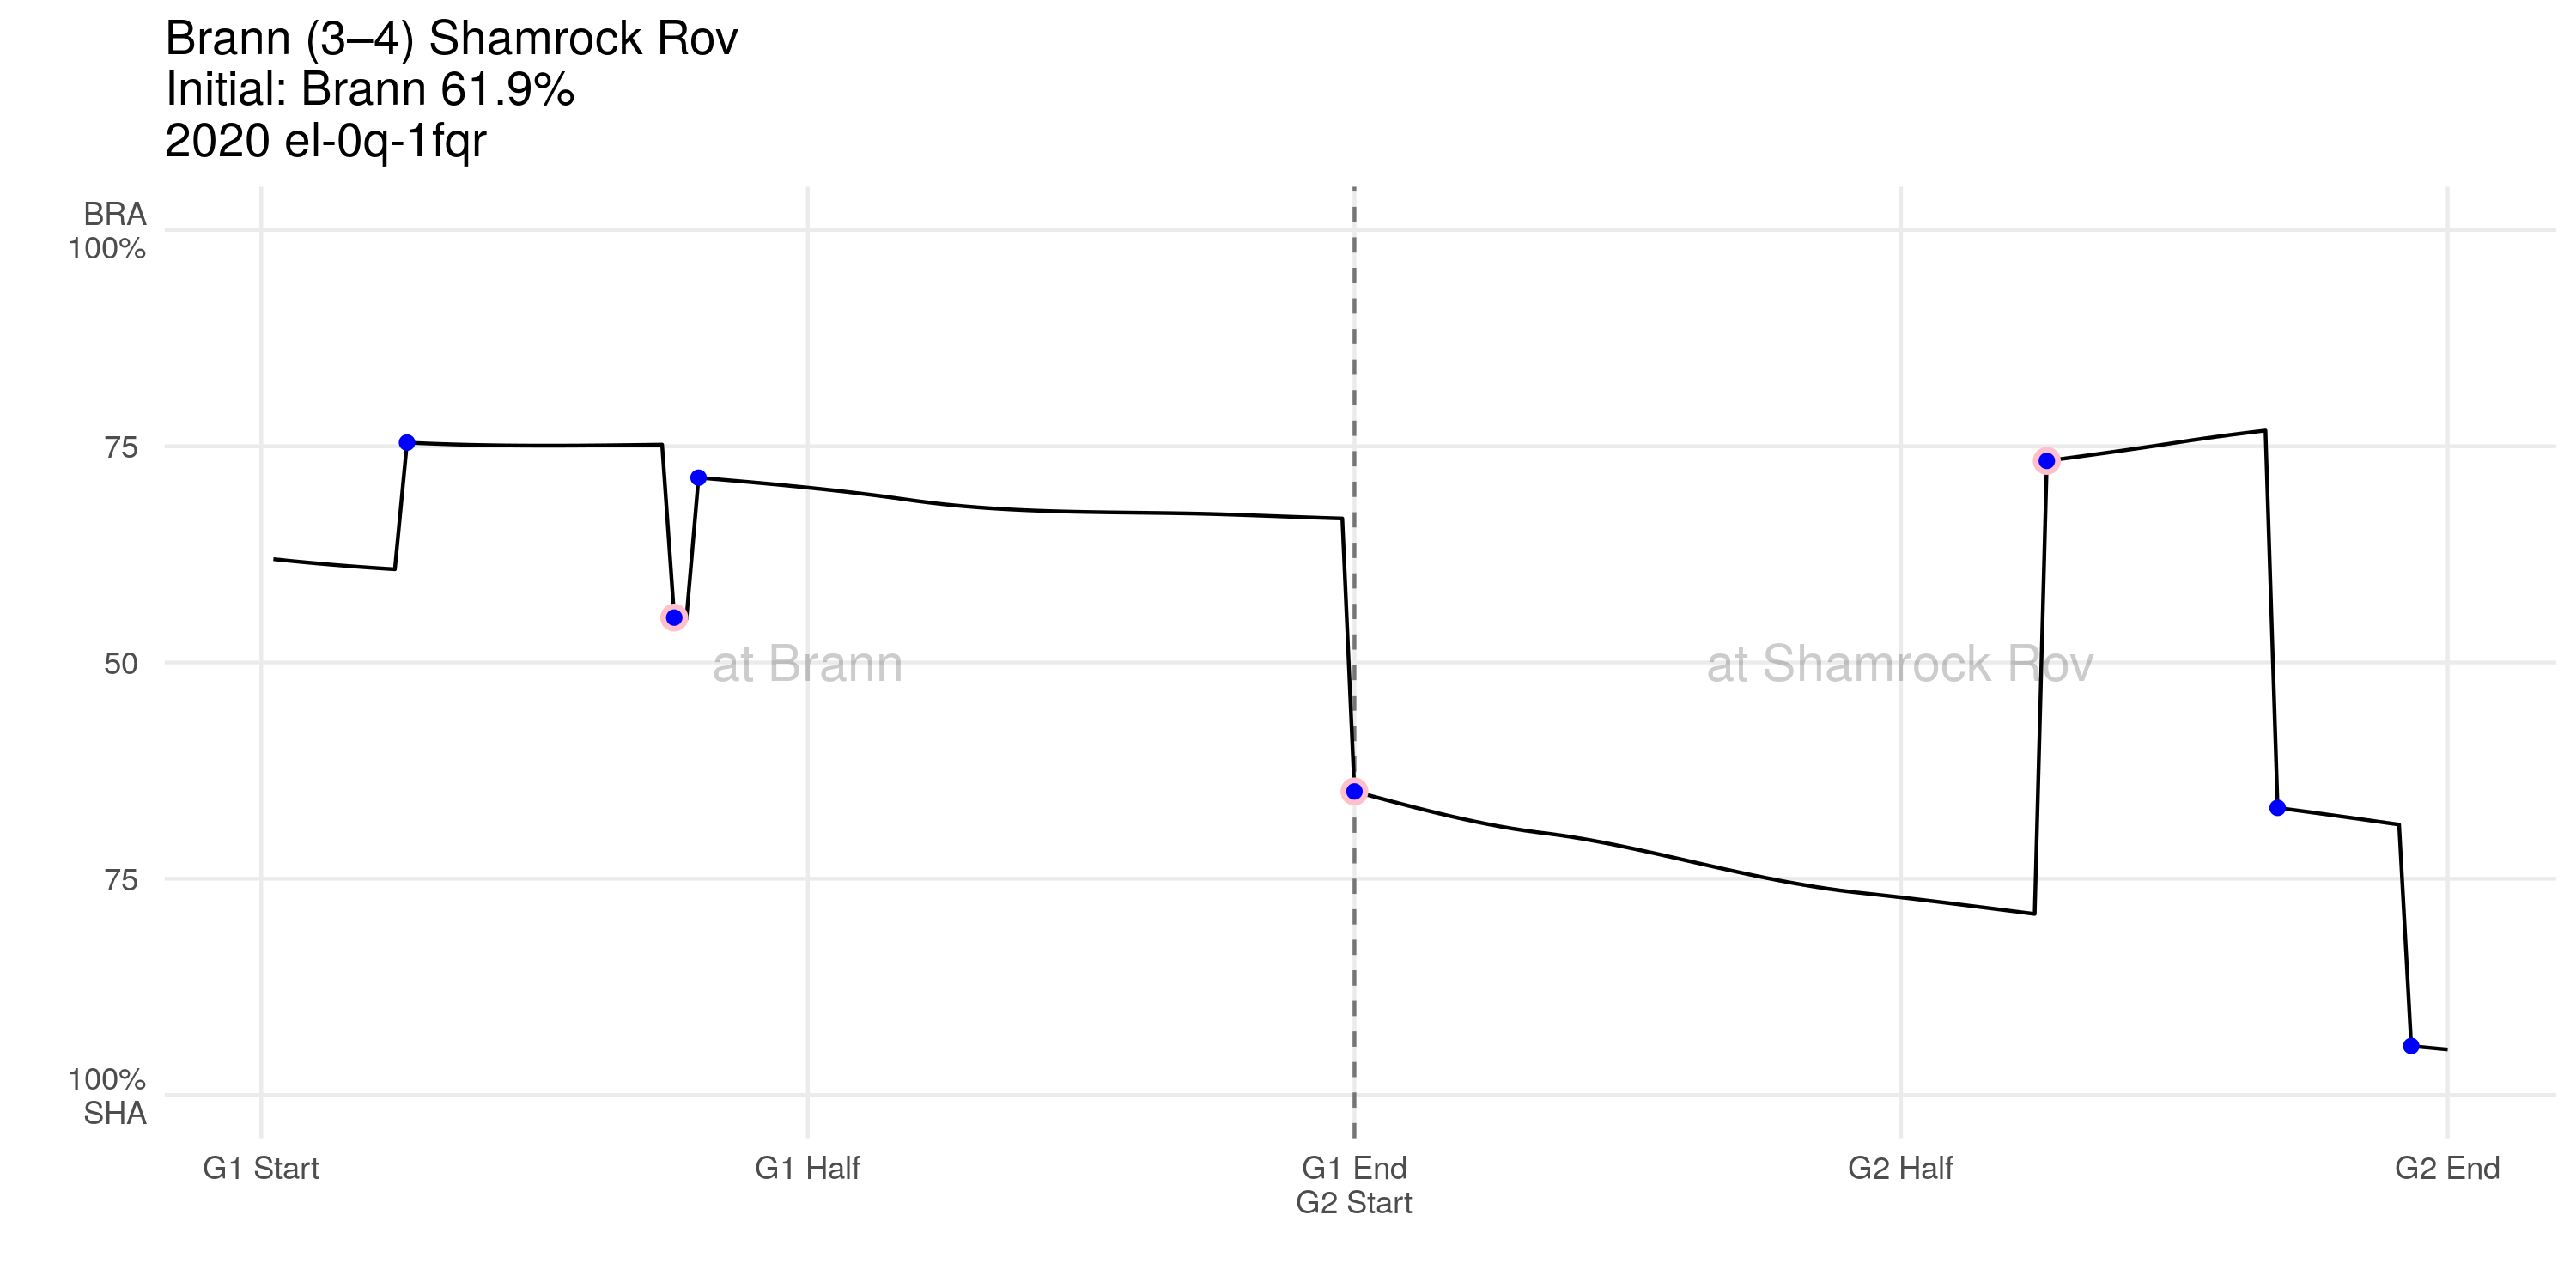 Brann (3–4) Shamrock Rov
Initial: Brann 61.9%
2020 el-0q-1fqr
BRA
100%
75
50
75
100%
SHA
at Brann
at Shamrock Rov
G1 Start
G1 Half
G1 End
G2 Start
G2 Half
G2 End